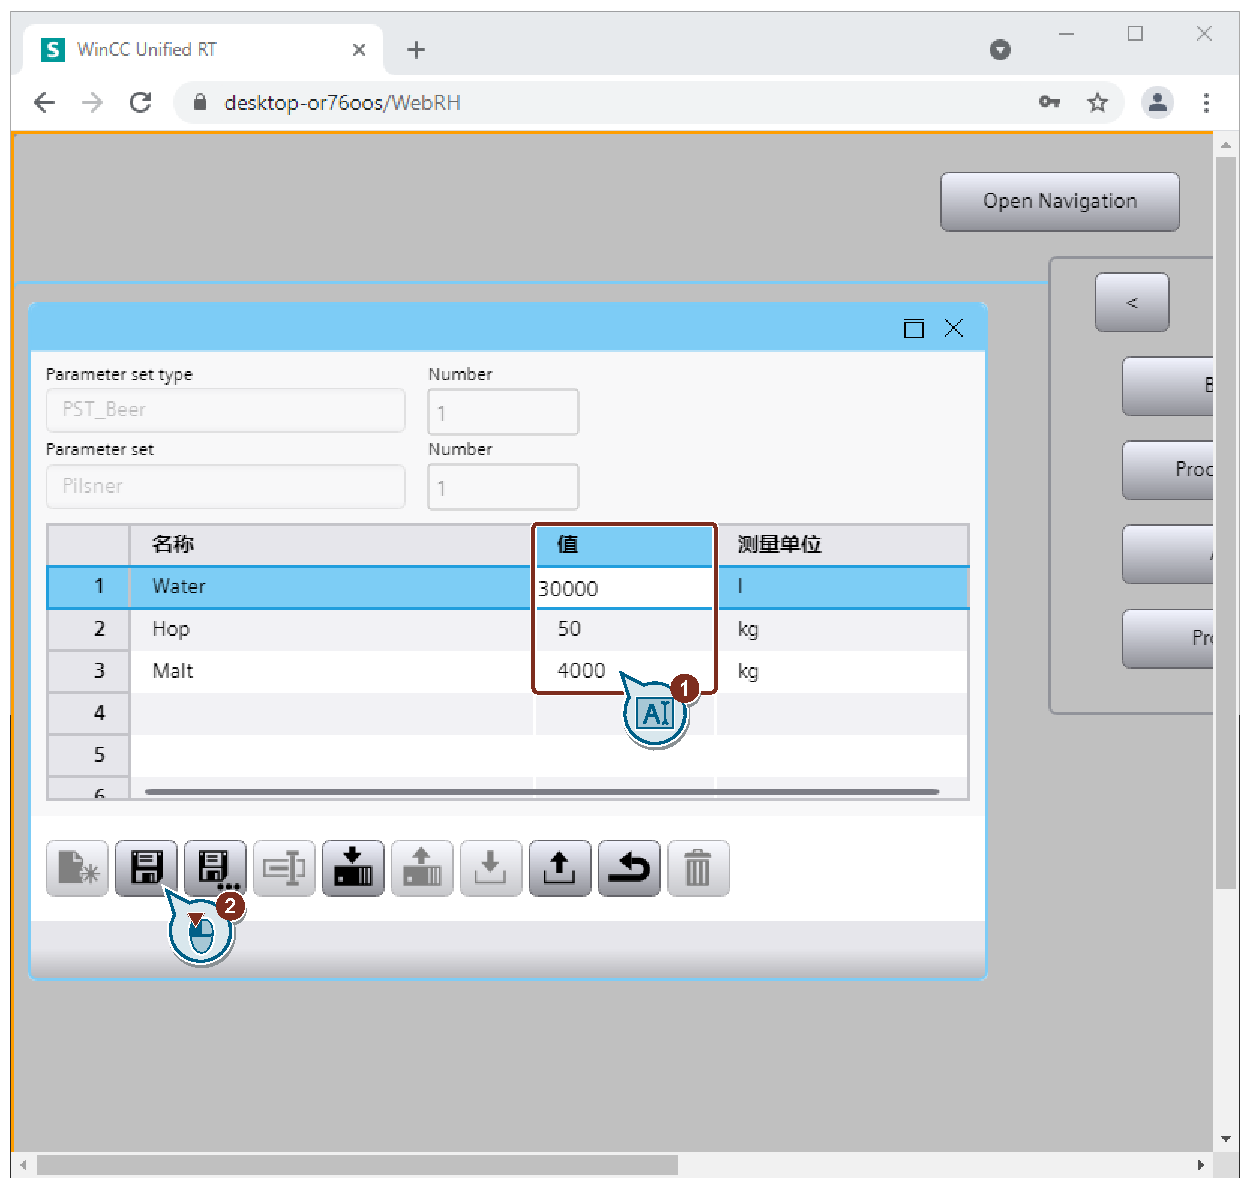 S WinCC Unified RT
desktop-or76oos/WebRH
Open Navigation
<
Parameter set type Number
PST_Beer 1
Parameter set Number
Pilsner 1
名称 值 测量单位
1 Water 30000 l
2 Hop 50 kg
3 Malt 4000 kg
1
AI
4
5
6
2
Proc